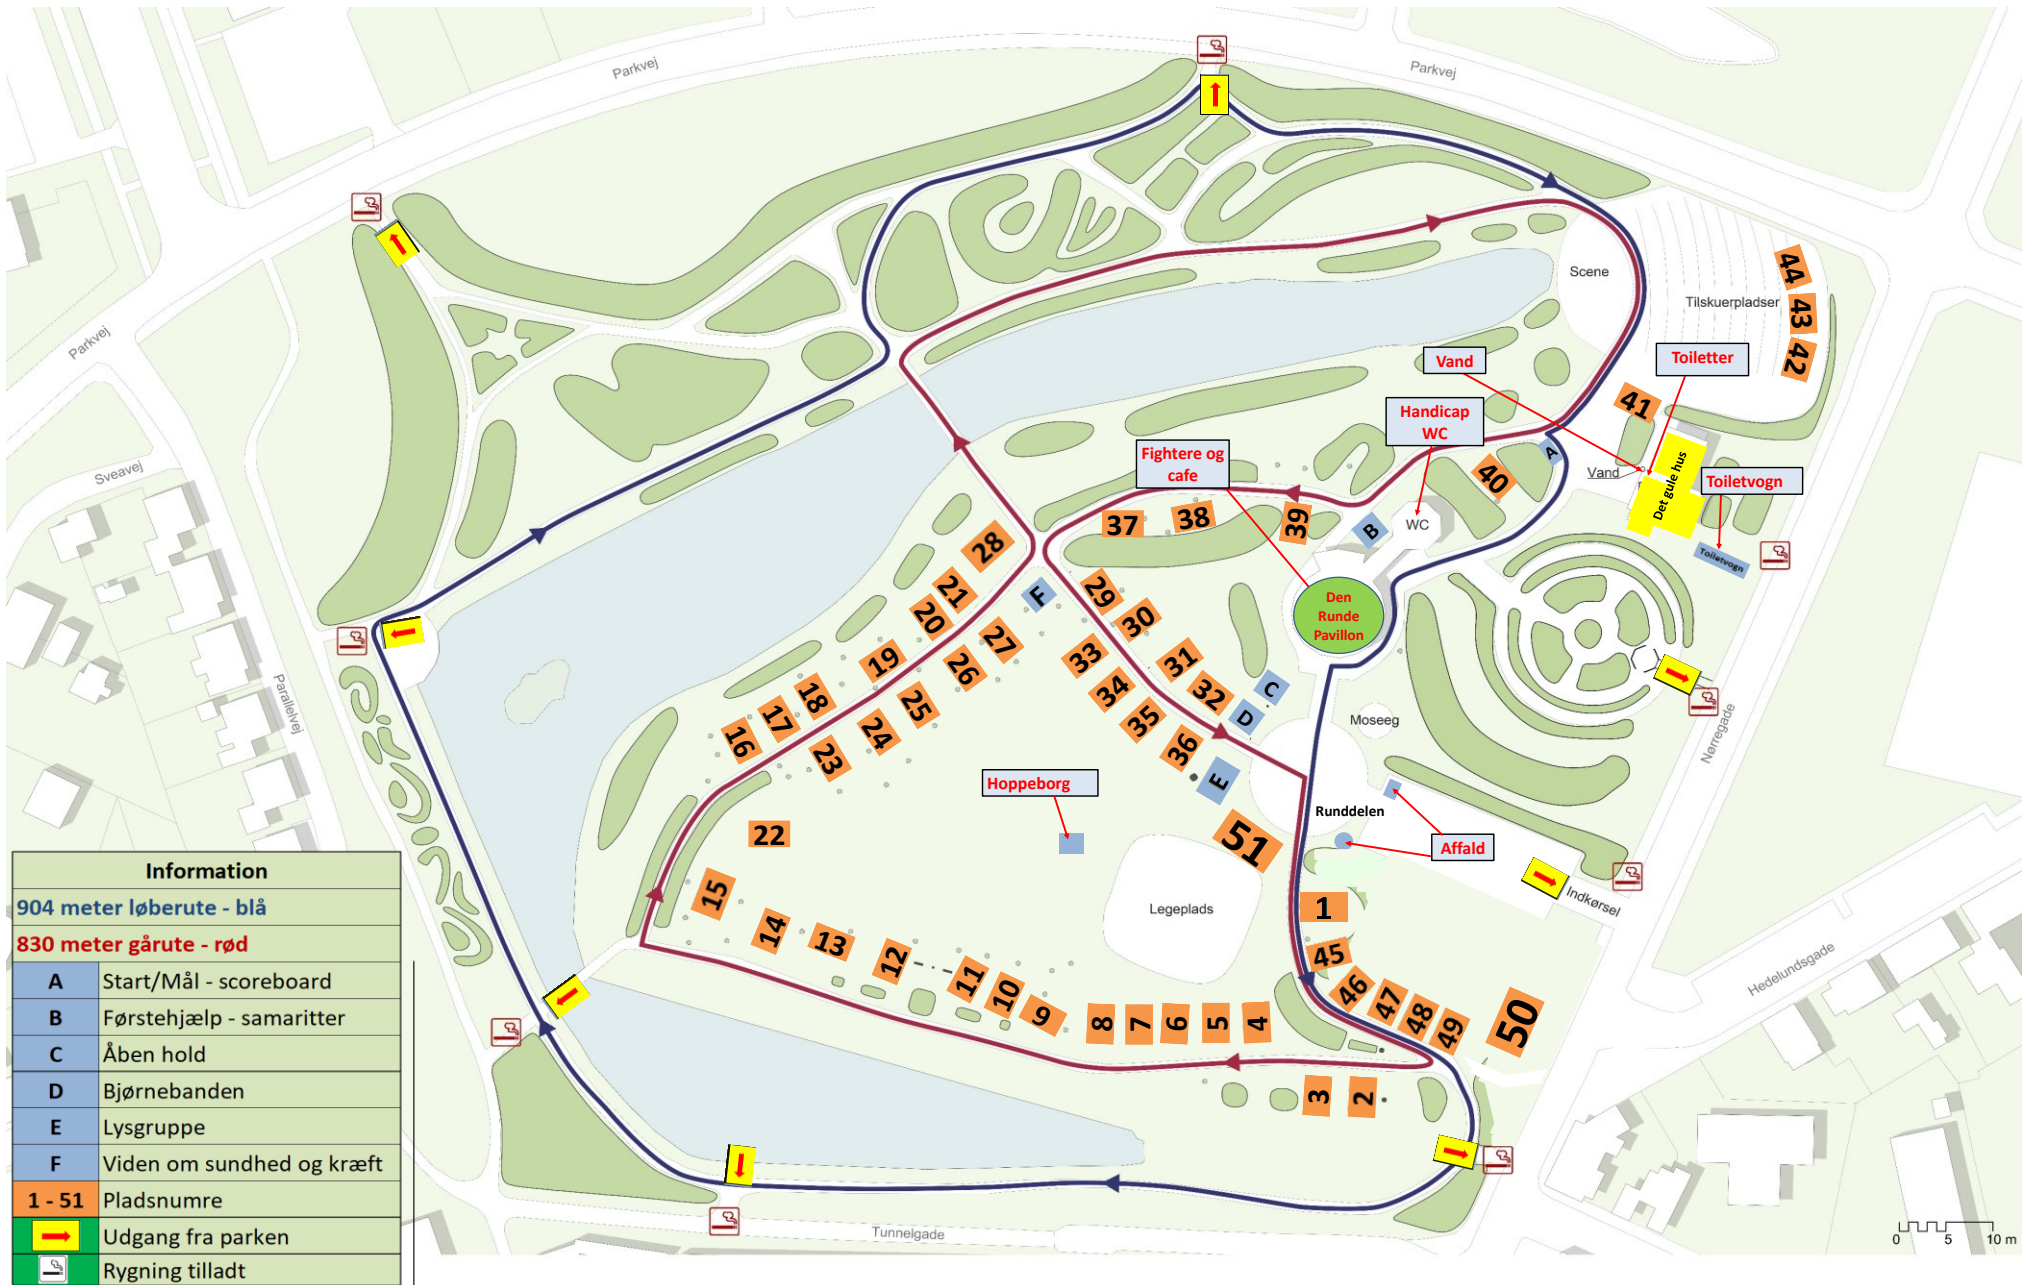 Parkvej
Parkvej
Parkvej
Sveavej
Parallelvej
Scene
Tilskuerpladser
44
43
42
41
Vand
Toiletter
Handicap
WC
Fightere og
cafe
Vand
Det gule hus
Toiletvogn
Toiletvogn
A
40
39
38
37
B
WC
28
21
20
19
18
17
16
F
27
26
25
24
23
29
30
31
32
33
34
35
36
C
D
E
Den
Runde
Pavillon
Moseeg
Nørregade
Hoppeborg
Runddelen
51
Affald
Indkørsel
Hedelundsgade
Legeplads
22
15
14
13
12
11
10
9
8
7
6
5
4
1
45
46
47
48
49
50
3
2
Tunnelgade
0 5 10 m
Information
904 meter løberute - blå
830 meter gårute - rød
A Start/Mål - scoreboard
B Førstehjælp - samaritter
C Åben hold
D Bjørnebanden
E Lysgruppe
F Viden om sundhed og kræft
1 - 51 Pladsnumre
Udgang fra parken
Rygning tilladt